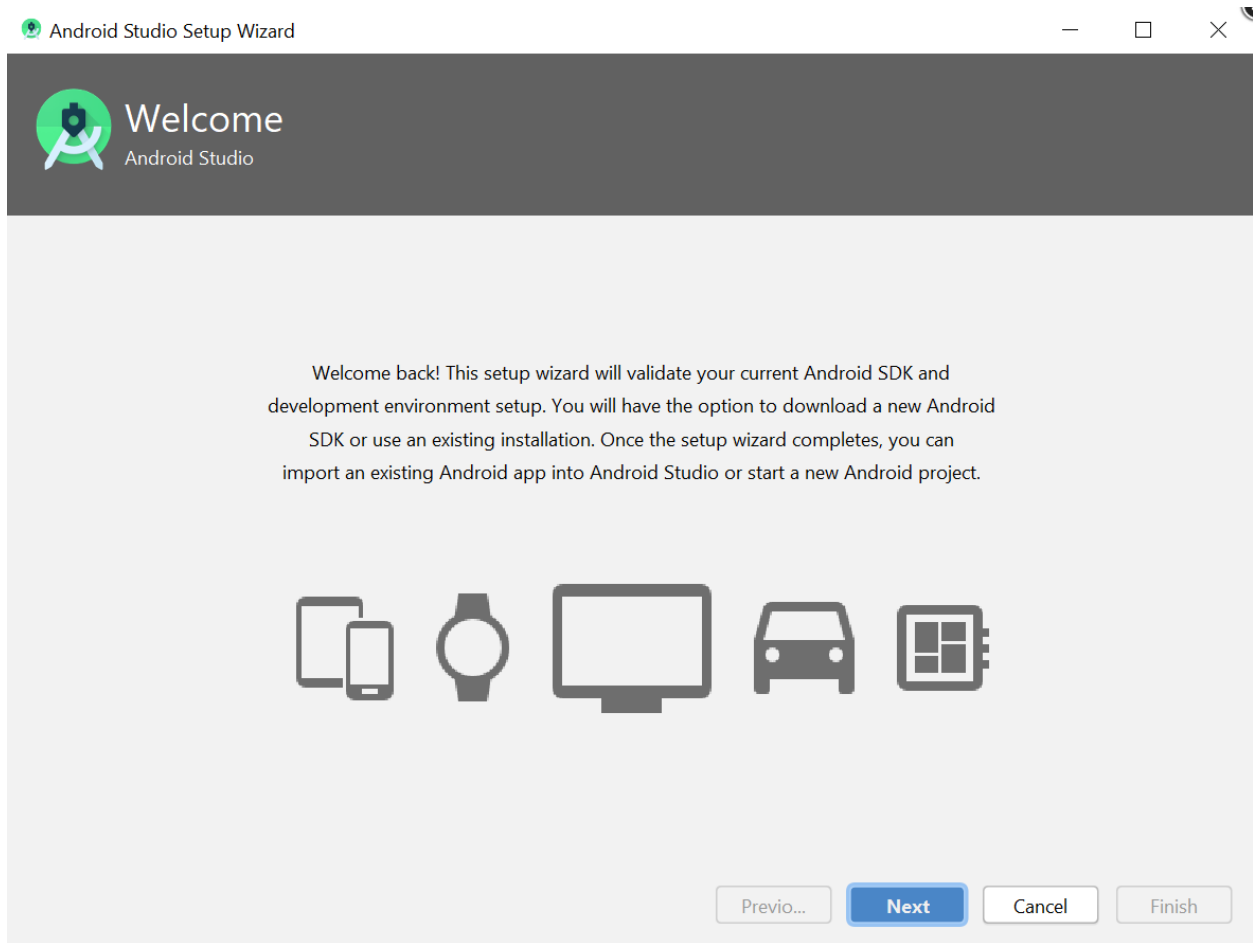 Android Studio Setup Wizard
Welcome
Android Studio
Welcome back! This setup wizard will validate your current Android SDK and
development environment setup. You will have the option to download a new Android
SDK or use an existing installation. Once the setup wizard completes, you can
import an existing Android app into Android Studio or start a new Android project.
Previo... Next Cancel Finish